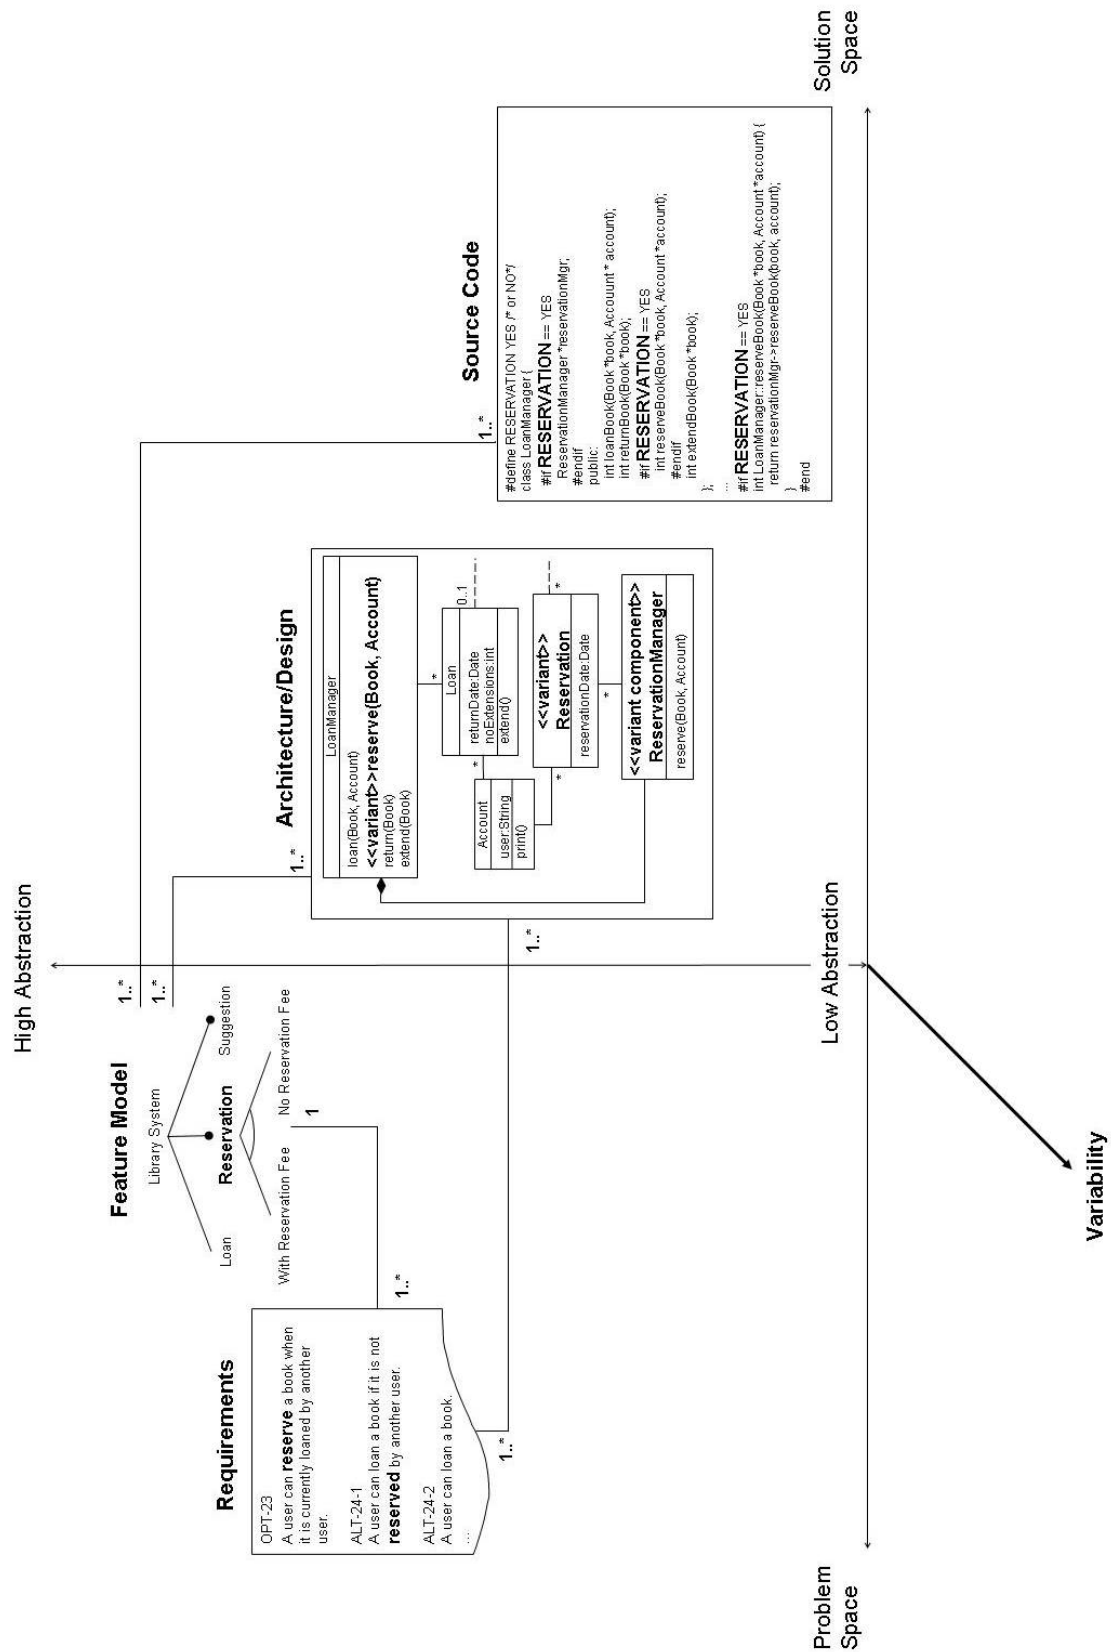 High Abstraction
Feature Model
Library System
Loan
Reservation
Suggestion
With Reservation Fee
No Reservation Fee
1..*
1..*
1
1..*
Requirements
OPT-23
A user can reserve a book when
it is currently loaned by another
user.
ALT-24-1
A user can loan a book if it is not
reserved by another user.
ALT-24-2
A user can loan a book.
...
1..*
1..*
Architecture/Design
1..*
LoanManager
loan(Book, Account)
<<variant>>reserve(Book, Account)
return(Book)
extend(Book)
*
Loan
returnDate:Date
noExtensions:int
extend()
0..1
*
Account
user:String
print()
*
<<variant>>
Reservation
reservationDate:Date
*
*
<<variant component>>
ReservationManager
reserve(Book, Account)
Source Code
1..*
#define RESERVATION YES /* or NO*/
class LoanManager {
#if RESERVATION == YES
ReservationManager *reservationMgr;
#endif
public:
int loanBook(Book *book, Accouunt * account);
int returnBook(Book *book);
#if RESERVATION == YES
int reserveBook(Book *book, Account *account);
#endif
int extendBook(Book *book);
};
...
#if RESERVATION == YES
int LoanManager::reserveBook(Book *book, Account *account) {
return reservationMgr->reserveBook(book, account);
}
#end
Problem
Space
Low Abstraction
Solution
Space
Variability